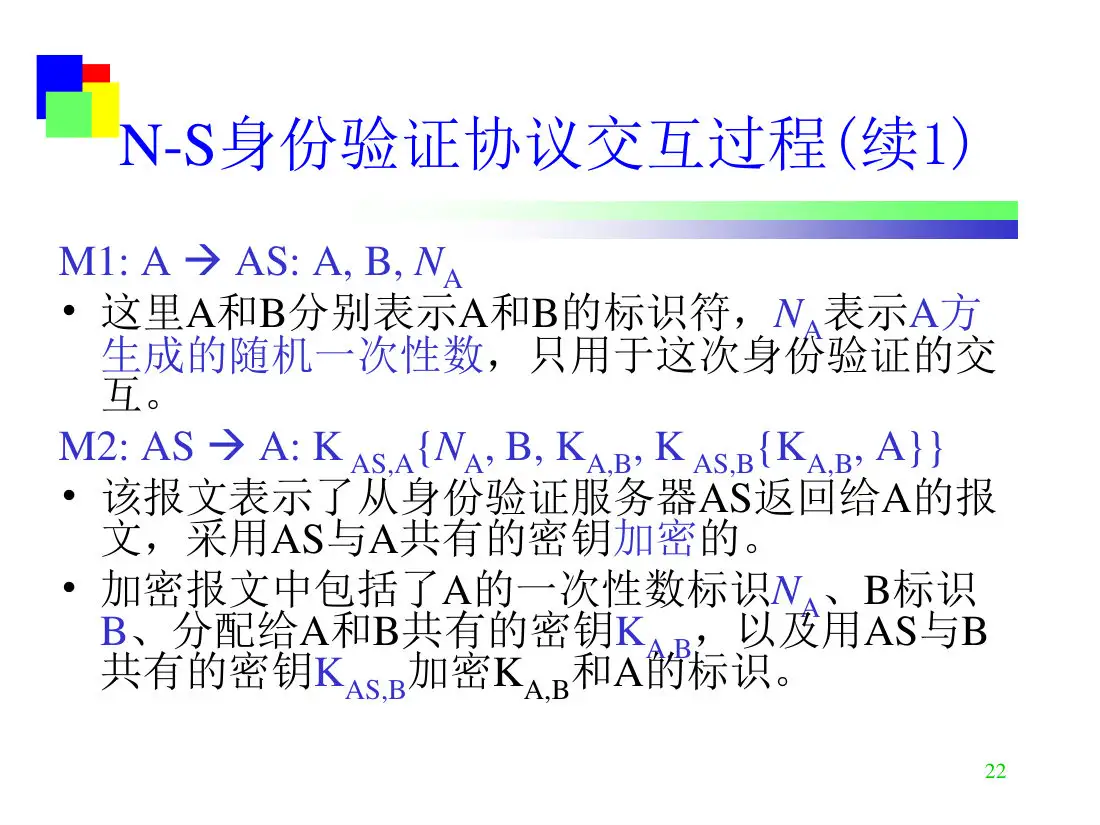 N-S身份验证协议交互过程(续1)
M1: A → AS: A, B, NA
• 这里A和B分别表示A和B的标识符，NA表示A方
生成的随机一次性数，只用于这次身份验证的交
互。
M2: AS → A: K AS,A{NA, B, KA,B, K AS,B{KA,B, A}}
• 该报文表示了从身份验证服务器AS返回给A的报
文，采用AS与A共有的密钥加密的。
• 加密报文中包括了A的一次性数标识NA、B标识
B、分配给A和B共有的密钥KA,B，以及用AS与B
共有的密钥KAS,B加密KA,B和A的标识。
22